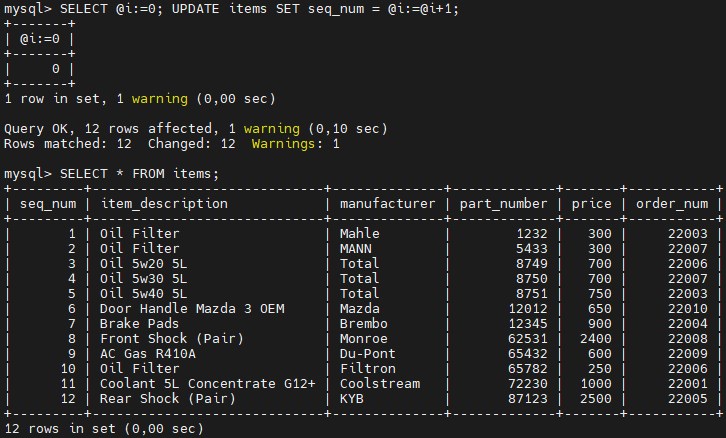 mysql> SELECT @i:=0; UPDATE items SET seq_num = @i:=@i+1;
+-------+
| @i:=0 |
+-------+
|     0 |
+-------+
1 row in set, 1 warning (0,00 sec)

Query OK, 12 rows affected, 1 warning (0,10 sec)
Rows matched: 12  Changed: 12  Warnings: 1

mysql> SELECT * FROM items;
+---------+-----------------------------+--------------+-------------+-------+-----------+
| seq_num | item_description            | manufacturer | part_number | price | order_num |
+---------+-----------------------------+--------------+-------------+-------+-----------+
|       1 | Oil Filter                  | Mahle        |        1232 |   300 |     22003 |
|       2 | Oil Filter                  | MANN         |        5433 |   300 |     22007 |
|       3 | Oil 5w20 5L                 | Total        |        8749 |   700 |     22006 |
|       4 | Oil 5w30 5L                 | Total        |        8750 |   700 |     22007 |
|       5 | Oil 5w40 5L                 | Total        |        8751 |   750 |     22003 |
|       6 | Door Handle Mazda 3 OEM     | Mazda        |       12012 |   650 |     22010 |
|       7 | Brake Pads                  | Brembo       |       12345 |   900 |     22004 |
|       8 | Front Shock (Pair)          | Monroe       |       62531 |  2400 |     22008 |
|       9 | AC Gas R410A                | Du-Pont      |       65432 |   600 |     22009 |
|      10 | Oil Filter                  | Filtron      |       65782 |   250 |     22006 |
|      11 | Coolant 5L Concentrate G12+ | Coolstream   |       72230 |  1000 |     22001 |
|      12 | Rear Shock (Pair)           | KYB          |       87123 |  2500 |     22005 |
+---------+-----------------------------+--------------+-------------+-------+-----------+
12 rows in set (0,00 sec)